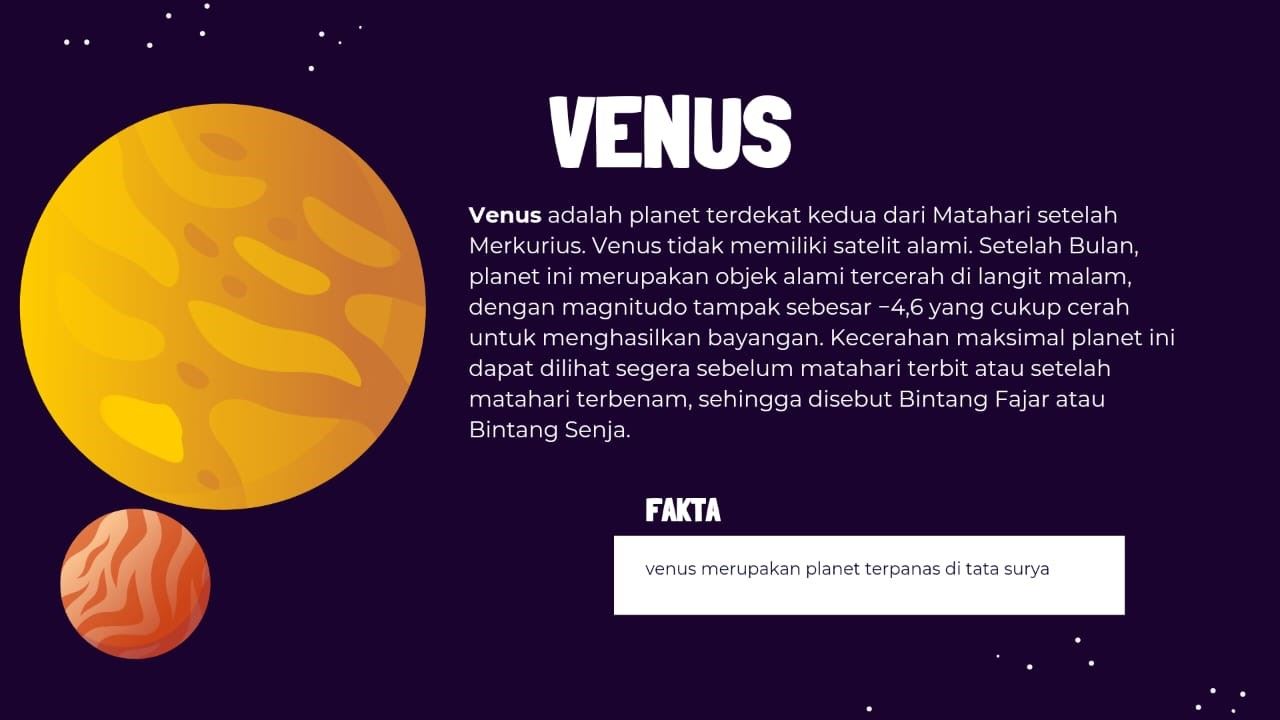 VENUS
Venus adalah planet terdekat kedua dari Matahari setelah
Merkurius. Venus tidak memiliki satelit alami. Setelah Bulan,
planet ini merupakan objek alami tercerah di langit malam,
dengan magnitudo tampak sebesar −4,6 yang cukup cerah
untuk menghasilkan bayangan. Kecerahan maksimal planet ini
dapat dilihat segera sebelum matahari terbit atau setelah
matahari terbenam, sehingga disebut Bintang Fajar atau
Bintang Senja.
FAKTA
venus merupakan planet terpanas di tata surya